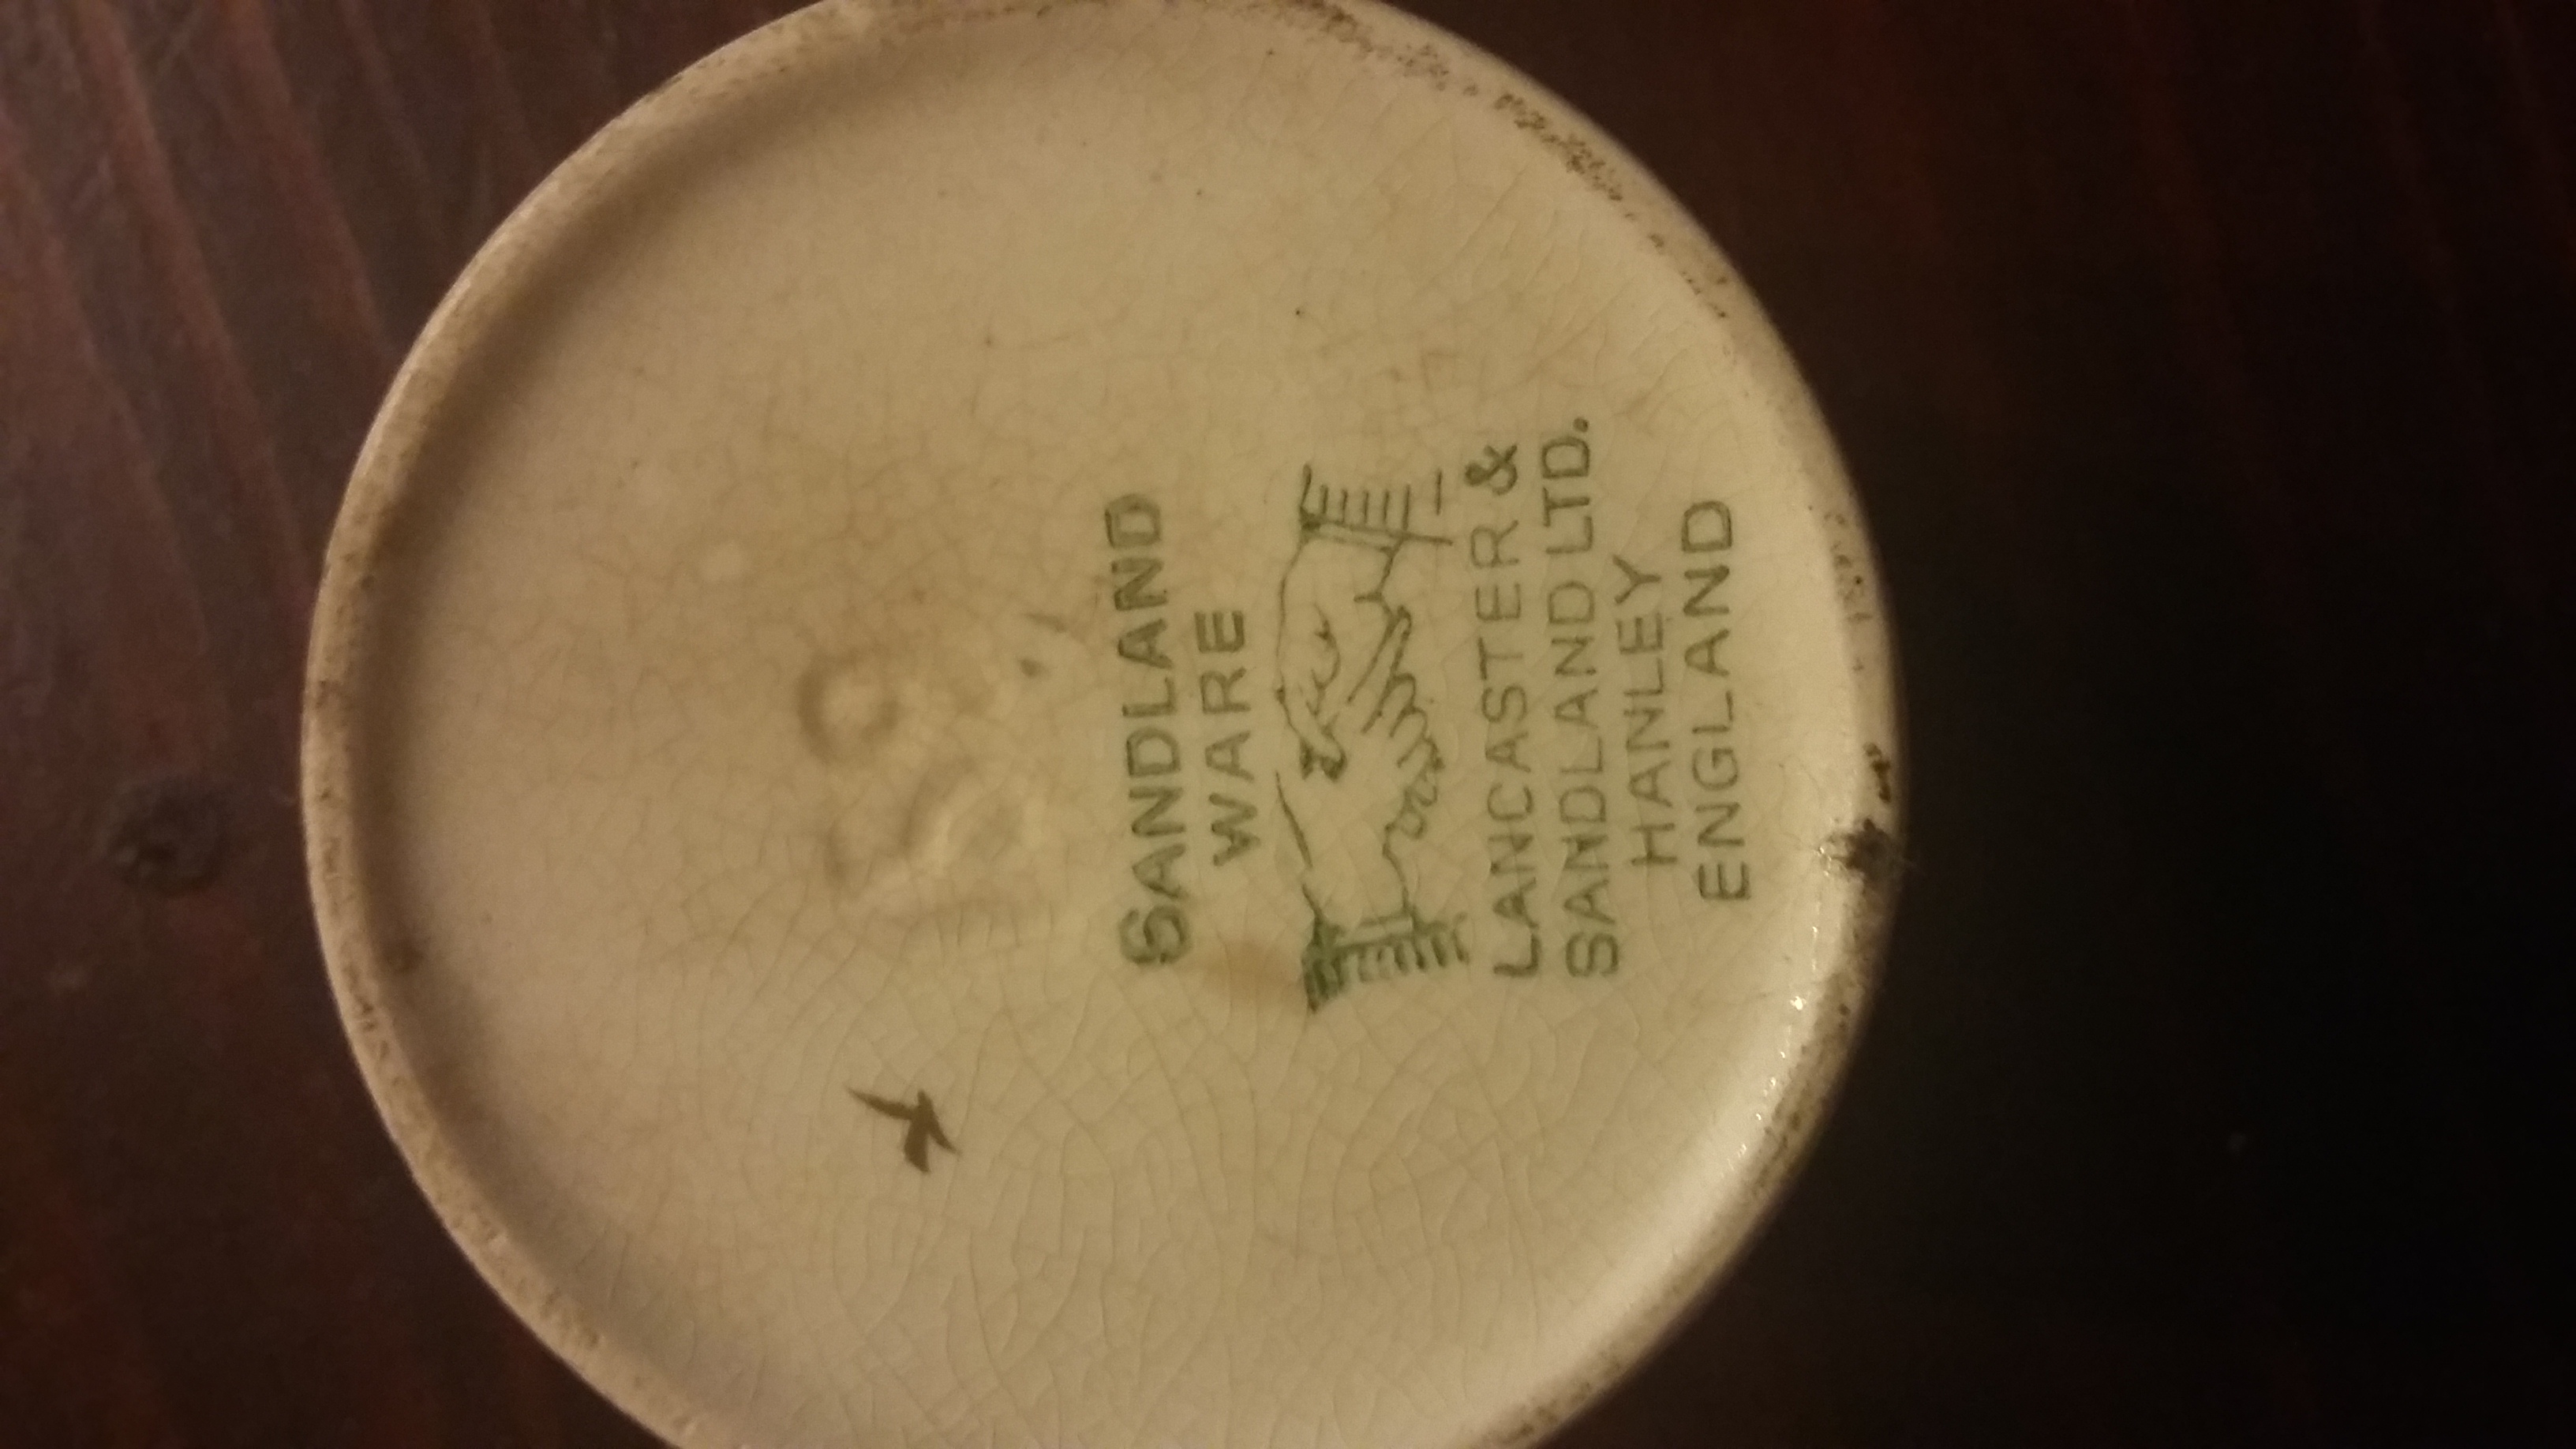 SANDLAND
WARE
LANCASTER &
SANDLAND LTD.
HANLEY
ENGLAND